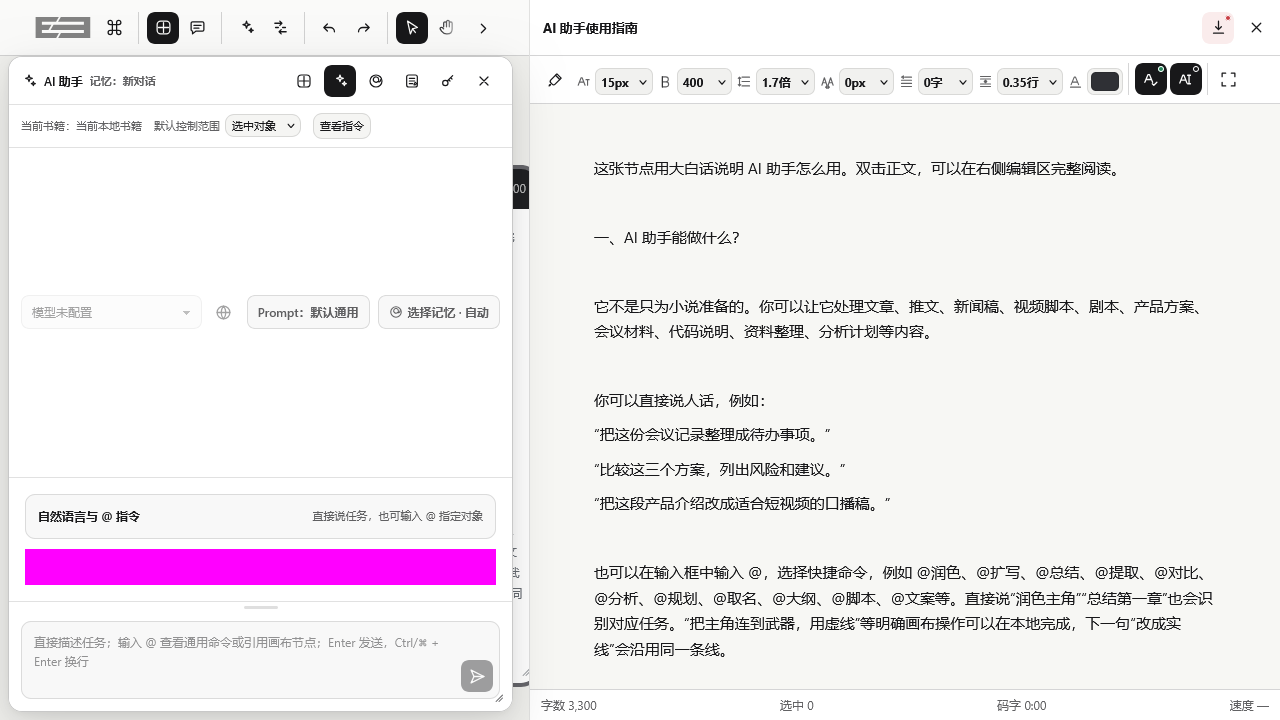 AI 助手使用指南
AI 助手 记忆：新对话
当前书籍：当前本地书籍 默认控制范围 选中对象 查看指令
模型未配置 Prompt：默认通用 选择记忆 · 自动
自然语言与 @ 指令 直接说任务，也可输入 @ 指定对象
直接描述任务；输入 @ 查看通用命令或引用画布节点；Enter 发送，Ctrl/⌘ +
Enter 换行
00
同
15px B 400 1.7倍 0px 0字 0.35行
这张节点用大白话说明 AI 助手怎么用。双击正文，可以在右侧编辑区完整阅读。
一、AI 助手能做什么？
它不是只为小说准备的。你可以让它处理文章、推文、新闻稿、视频脚本、剧本、产品方案、
会议材料、代码说明、资料整理、分析计划等内容。
你可以直接说人话，例如：
“把这份会议记录整理成待办事项。”
“比较这三个方案，列出风险和建议。”
“把这段产品介绍改成适合短视频的口播稿。”
也可以在输入框中输入 @，选择快捷命令，例如 @润色、@扩写、@总结、@提取、@对比、
@分析、@规划、@取名、@大纲、@脚本、@文案等。直接说“润色主角”“总结第一章”也会识
别对应任务。“把主角连到武器，用虚线”等明确画布操作可以在本地完成，下一句“改成实
线”会沿用同一条线。
字数 3,300 选中 0 码字 0:00 速度 —